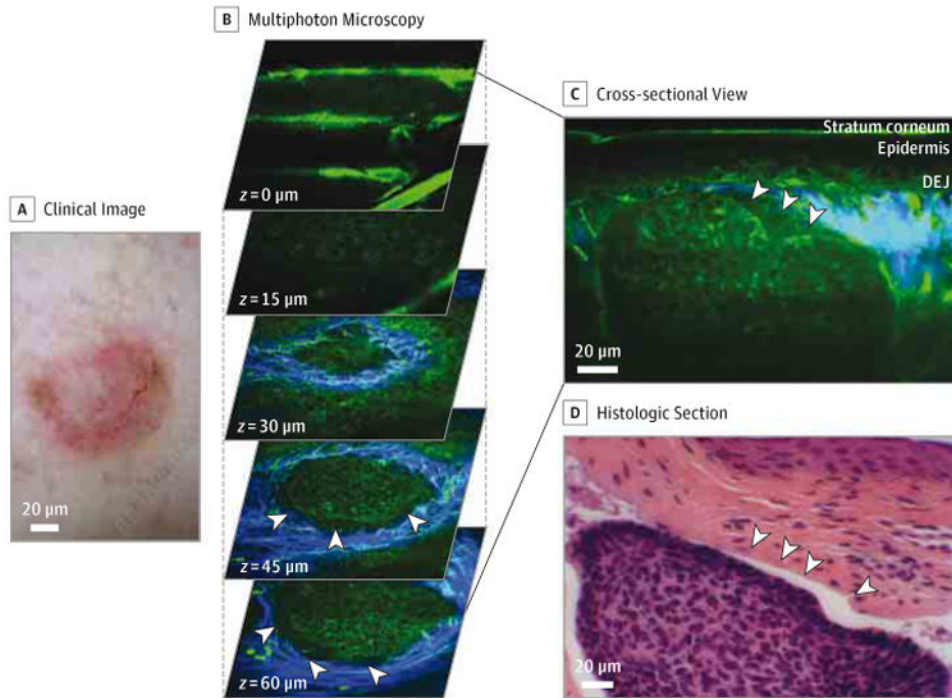 A Clinical Image
20 µm
B Multiphoton Microscopy
z=0 µm
z=15 µm
z=30 µm
z=45 µm
z=60 µm
C Cross-sectional View
Stratum corneum
Epidermis
DEJ
20 µm
D Histologic Section
20 µm